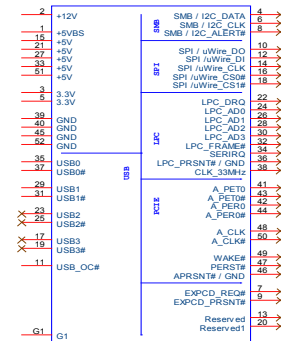 2 +12V
1 +5VBS
15 +5V
21 +5V
27 +5V
33 +5V
51 +5V
3 3.3V
5 3.3V
39 GND
40 GND
45 GND
52 GND
35 USB0
37 USB0#
29 USB1
31 USB1#
23 USB2
25 USB2#
17 USB3
19 USB3#
11 USB_OC#
G1 G1
USB
SMB
SMB / I2C_DATA 4
SMB / I2C_CLK 6
SMB / I2C_ALERT# 8
SPI
SPI / uWire_DO 10
SPI /uWire_DI 12
SPI /uWire_CLK 14
SPI /uWire_CS0# 16
SPI /uWire_CS1# 18
LPC
LPC_DRQ 22
LPC_AD0 24
LPC_AD1 26
LPC_AD2 28
LPC_AD3 30
LPC_FRAME# 32
SERIRQ 34
LPC_PRSNT# / GND 36
CLK_33MHz 38
PCIE
A_PET0 41
A_PET0# 43
A_PER0 42
A_PER0# 44
A_CLK 48
A_CLK# 50
WAKE# 49
PERST# 47
APRSNT# / GND 46
EXPCD_REQ# 7
EXPCD_PRSNT# 9
Reserved 13
Reserved1 20